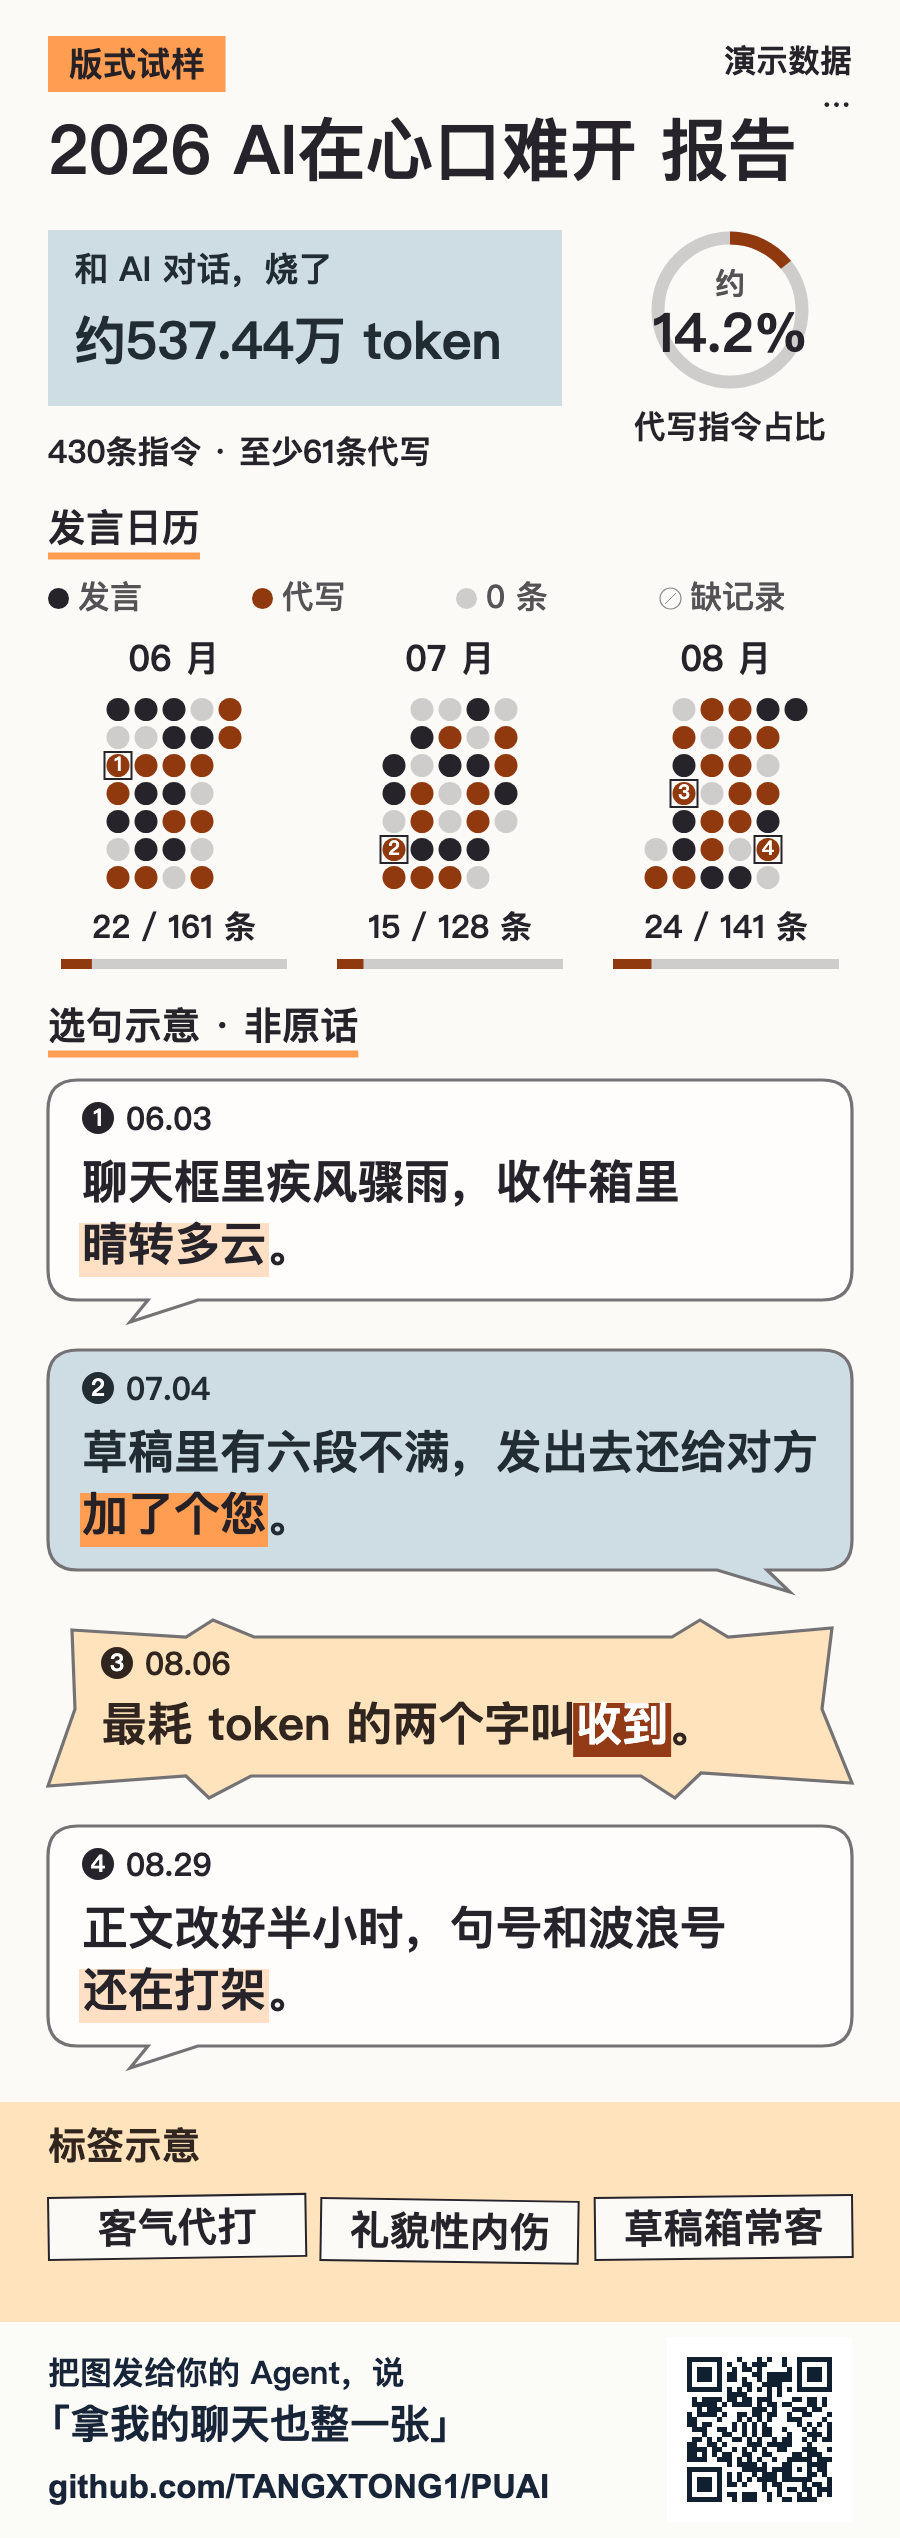 版式试样
演示数据
...
2026 AI在心口难开 报告
和 AI 对话，烧了
约537.44万 token
约
14.2%
代写指令占比
430条指令 · 至少61条代写
发言日历
发言
代写
0 条
缺记录
06 月
07 月
08 月
1
2
3
4
22 / 161 条
15 / 128 条
24 / 141 条
选句示意 · 非原话
1 06.03
聊天框里疾风骤雨，收件箱里
晴转多云。
2 07.04
草稿里有六段不满，发出去还给对方
加了个您。
3 08.06
最耗 token 的两个字叫收到。
4 08.29
正文改好半小时，句号和波浪号
还在打架。
标签示意
客气代打
礼貌性内伤
草稿箱常客
把图发给你的 Agent，说
「拿我的聊天也整一张」
github.com/TANGXTONG1/PUAI